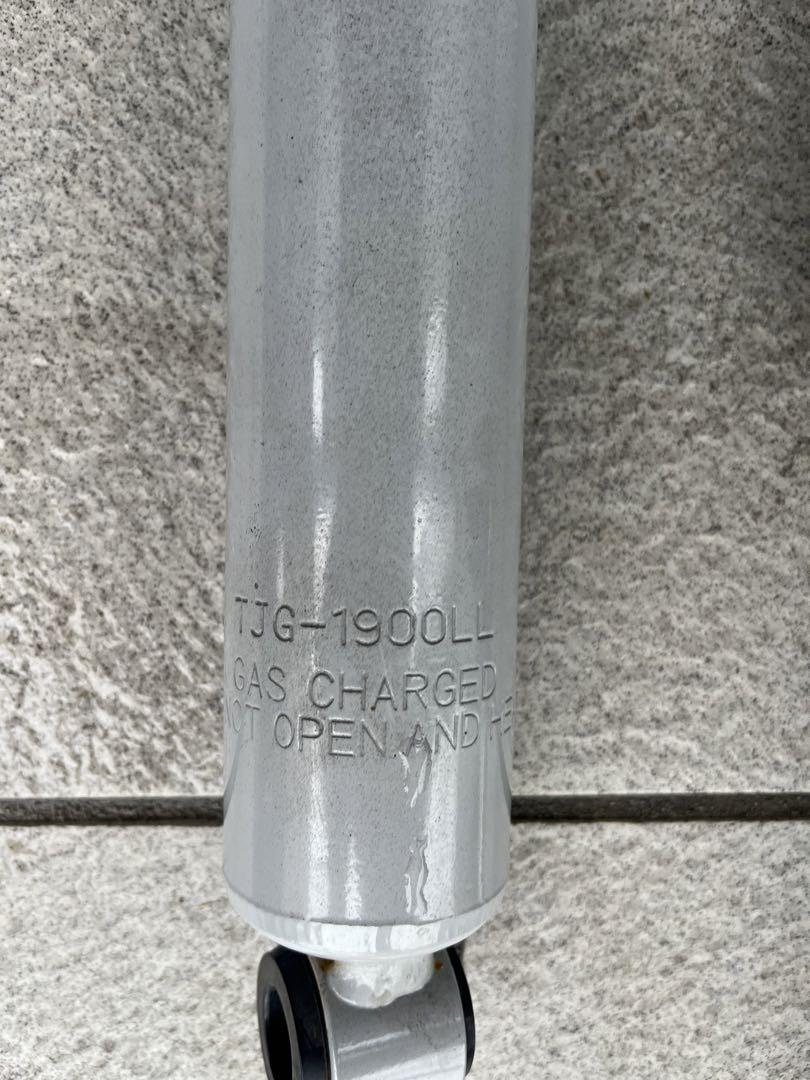 TJG-1900LL
GAS CHARGED
OPEN AND